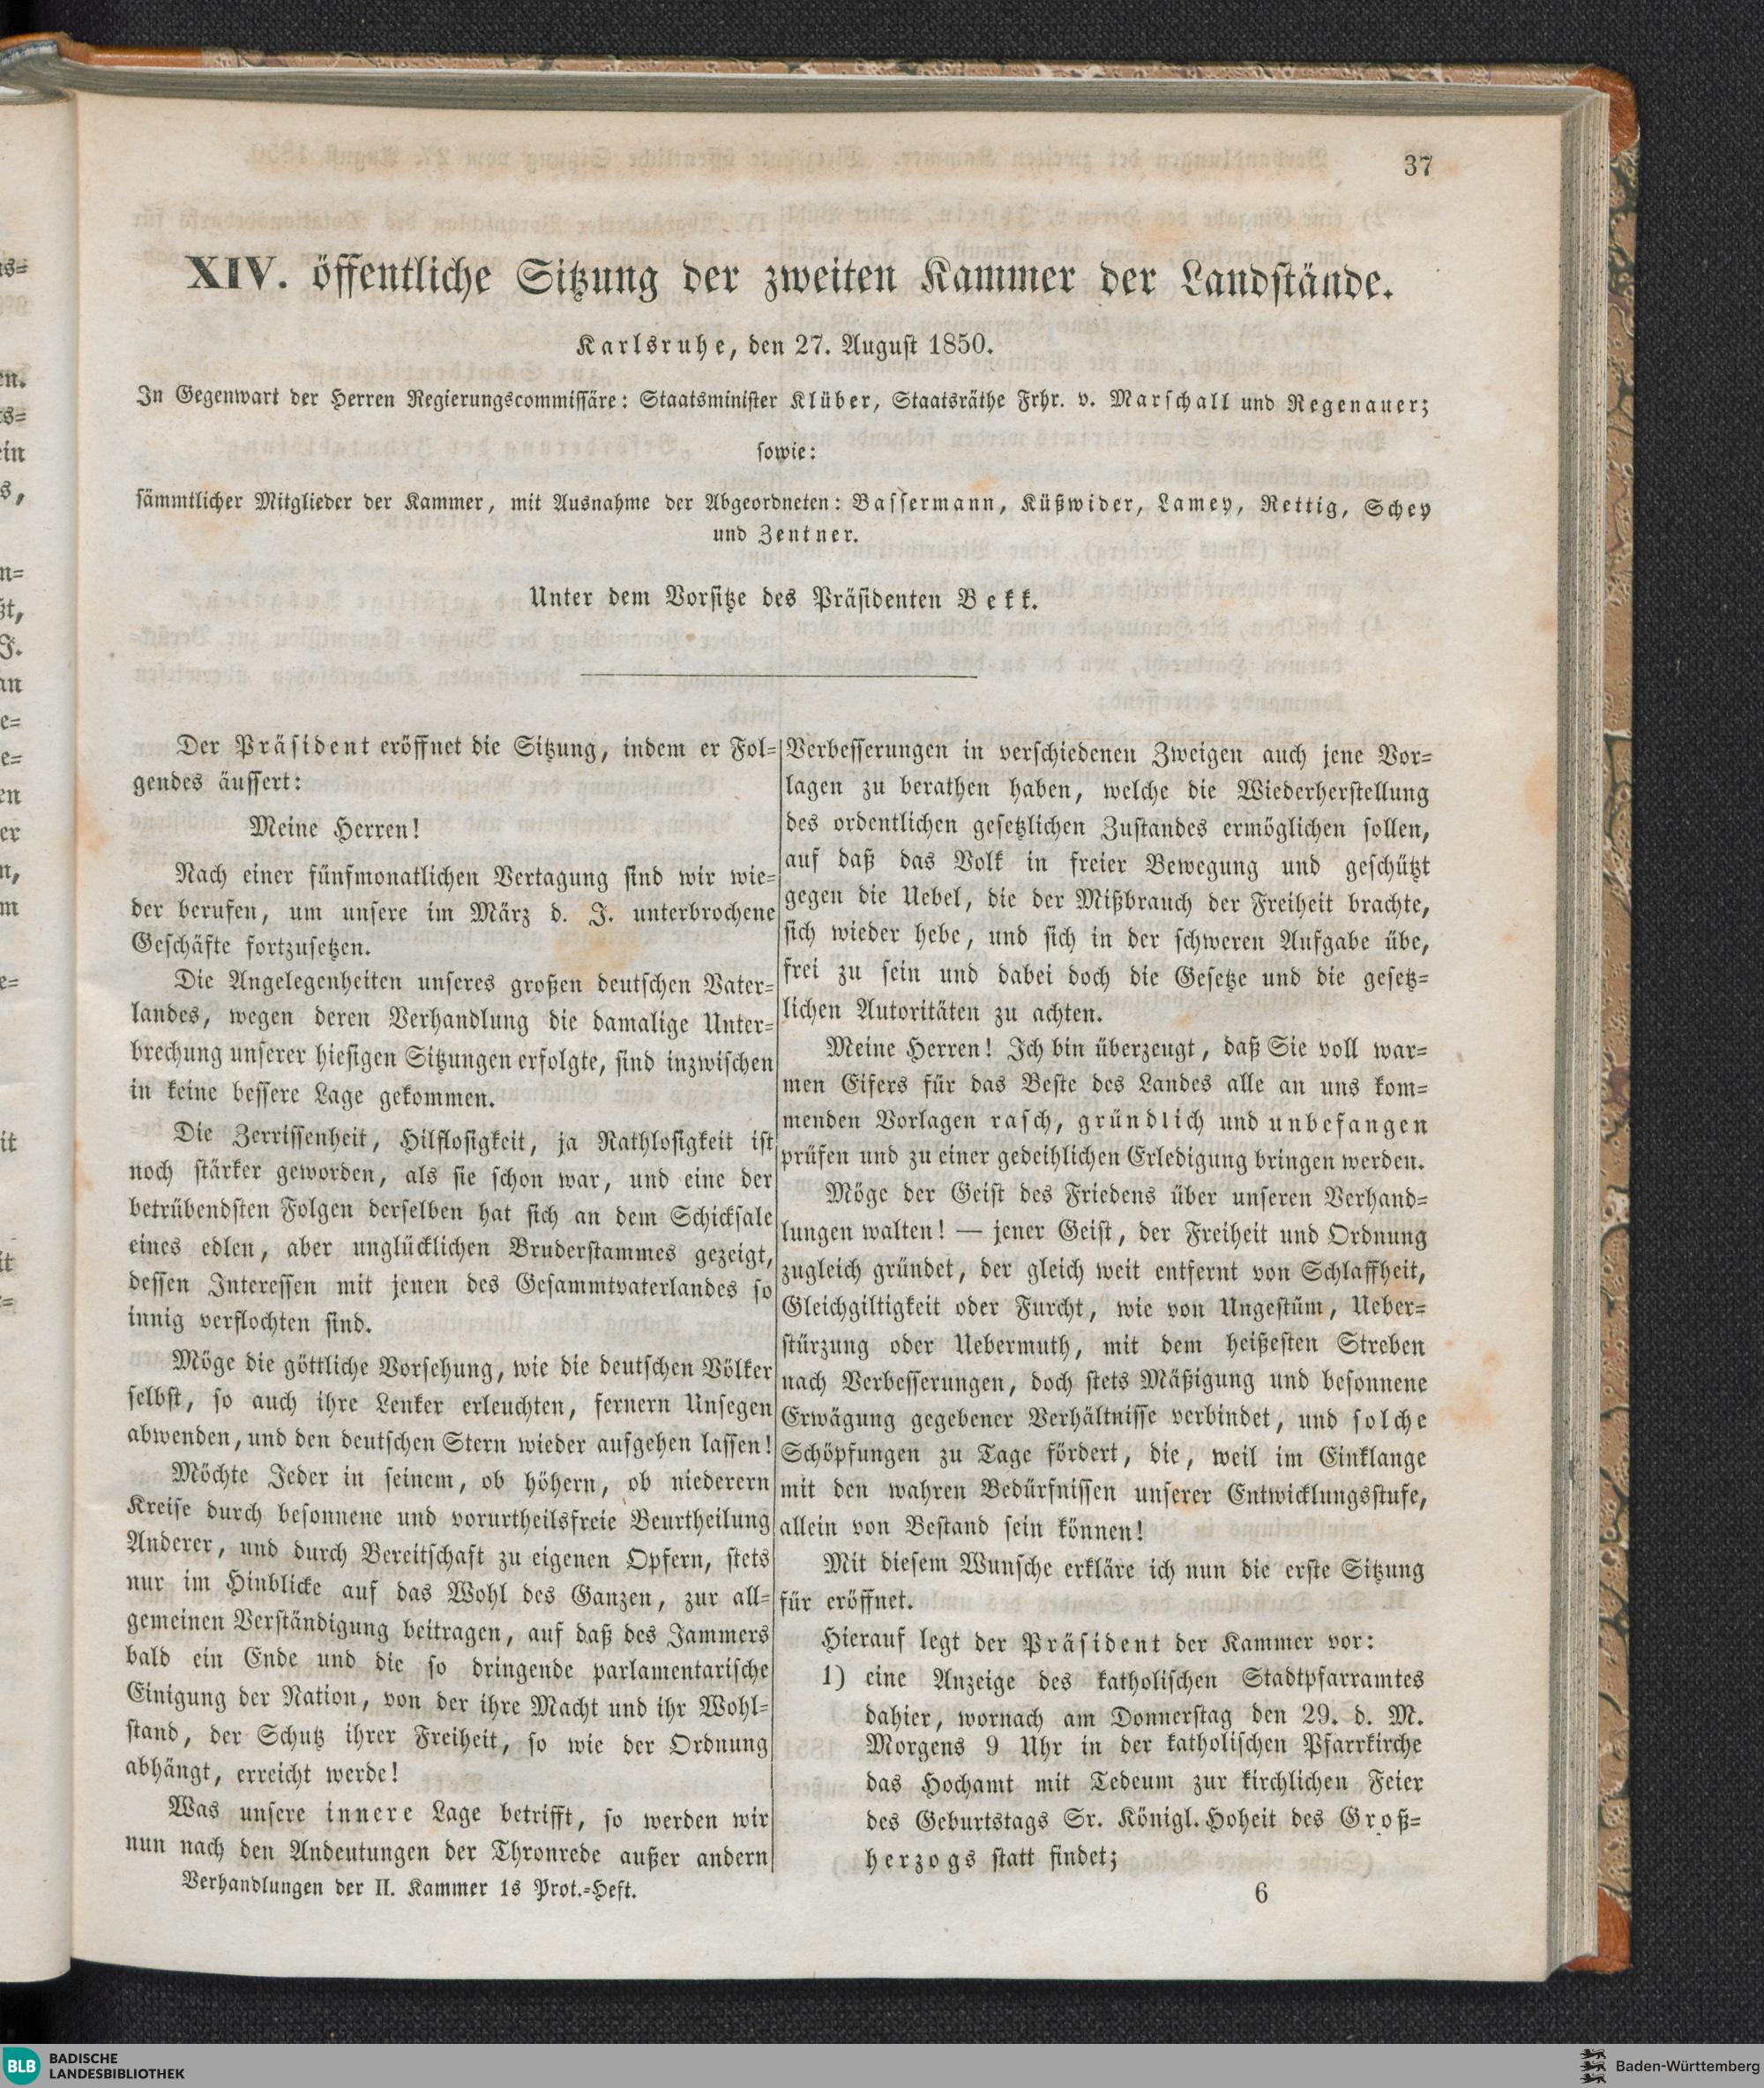 37
XIV. öffentliche Sitzung der zweiten Kammer der Landstände.
Karlsruhe, den 27. August 1850.
In Gegenwart der Herren Regierungscommissäre: Staatsminister Klüber, Staatsräthe Frhr. v. Marschall und Regenauer;
sowie:
sämmtlicher Mitglieder der Kammer, mit Ausnahme der Abgeordneten: Bassermann, Küßwider, Lamey, Rettig, Schey
und Zentner.
Unter dem Vorsitze des Präsidenten Bekk.
Der Präsident eröffnet die Sitzung, indem er Fol-
gendes äussert:
Meine Herren!
Nach einer fünfmonatlichen Vertagung sind wir wie-
der berufen, um unsere im März d. J. unterbrochene
Geschäfte fortzusetzen.
Die Angelegenheiten unseres großen deutschen Vater-
landes, wegen deren Verhandlung die damalige Unter-
brechung unserer hiesigen Sitzungen erfolgte, sind inzwischen
in keine bessere Lage gekommen.
Die Zerrissenheit, Hilflosigkeit, ja Rathlosigkeit ist
noch stärker geworden, als sie schon war, und eine der
betrübendsten Folgen derselben hat sich an dem Schicksale
eines edlen, aber unglücklichen Bruderstammes gezeigt,
dessen Interessen mit jenen des Gesammtvaterlandes so
innig verflochten sind.
Möge die göttliche Vorsehung, wie die deutschen Völker
selbst, so auch ihre Lenker erleuchten, fernern Unsegen
abwenden, und den deutschen Stern wieder aufgehen lassen!
Möchte Jeder in seinem, ob höhern, ob niederern
Kreise durch besonnene und vorurtheilsfreie Beurtheilung
Anderer, und durch Bereitschaft zu eigenen Opfern, stets
nur im Hinblicke auf das Wohl des Ganzen, zur all-
gemeinen Verständigung beitragen, auf daß des Jammers
bald ein Ende und die so dringende parlamentarische
Einigung der Nation, von der ihre Macht und ihr Wohl-
stand, der Schutz ihrer Freiheit, so wie der Ordnung
abhängt, erreicht werde!
Was unsere innere Lage betrifft, so werden wir
nun nach den Andeutungen der Thronrede außer andern
Verhandlungen der II. Kammer 1s Prot.-Heft.
Verbesserungen in verschiedenen Zweigen auch jene Vor-
lagen zu berathen haben, welche die Wiederherstellung
des ordentlichen gesetzlichen Zustandes ermöglichen sollen,
auf daß das Volk in freier Bewegung und geschützt
gegen die Uebel, die der Mißbrauch der Freiheit brachte,
sich wieder hebe, und sich in der schweren Aufgabe übe,
frei zu sein und dabei doch die Gesetze und die gesetz-
lichen Autoritäten zu achten.
Meine Herren! Ich bin überzeugt, daß Sie voll war-
men Eifers für das Beste des Landes alle an uns kom-
menden Vorlagen rasch, gründlich und unbefangen
prüfen und zu einer gedeihlichen Erledigung bringen werden.
Möge der Geist des Friedens über unseren Verhand-
lungen walten! — jener Geist, der Freiheit und Ordnung
zugleich gründet, der gleich weit entfernt von Schlaffheit,
Gleichgiltigkeit oder Furcht, wie von Ungestüm, Ueber-
stürzung oder Uebermuth, mit dem heißesten Streben
nach Verbesserungen, doch stets Mäßigung und besonnene
Erwägung gegebener Verhältnisse verbindet, und solche
Schöpfungen zu Tage fördert, die, weil im Einklange
mit den wahren Bedürfnissen unserer Entwicklungsstufe,
allein von Bestand sein können!
Mit diesem Wunsche erkläre ich nun die erste Sitzung
für eröffnet.
Hierauf legt der Präsident der Kammer vor:
1) eine Anzeige des katholischen Stadtpfarramtes
dahier, wornach am Donnerstag den 29. d. M.
Morgens 9 Uhr in der katholischen Pfarrkirche
das Hochamt mit Tedeum zur kirchlichen Feier
des Geburtstags Sr. Königl. Hoheit des Groß-
herzogs statt findet;
6
BLB BADISCHE
LANDESBIBLIOTHEK
Baden-Württemberg